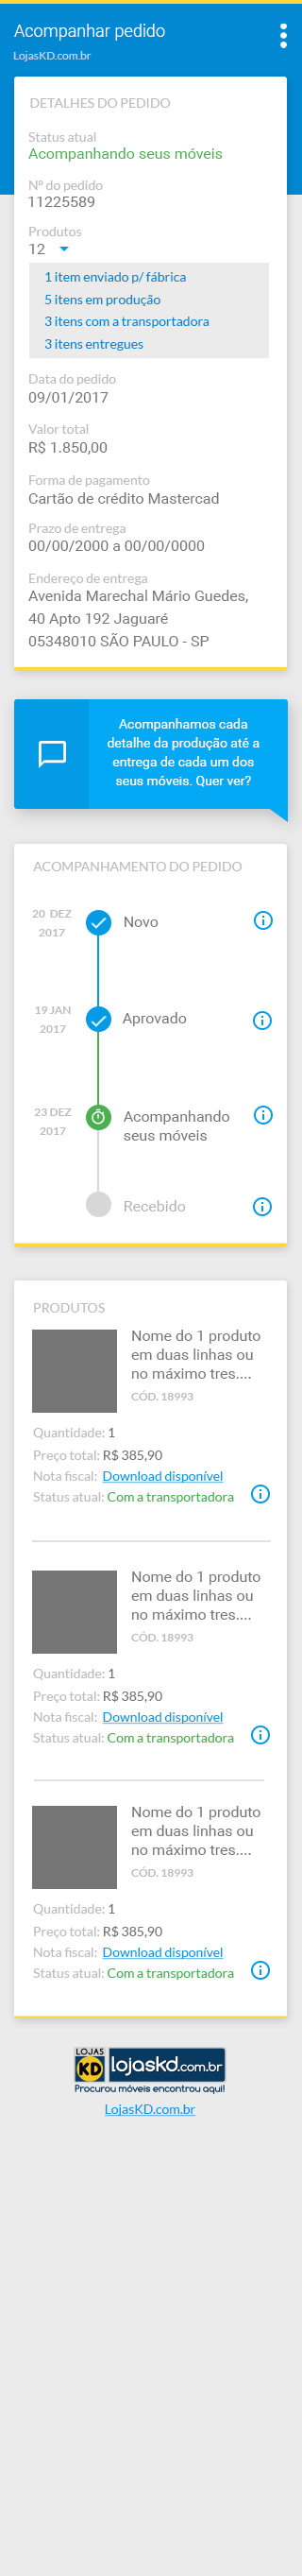 Acompanhar pedido
LojasKD.com.br
DETALHES DO PEDIDO
Status atual
Acompanhando seus móveis
Nº do pedido
11225589
Produtos
12
1 item enviado p/ fábrica
5 itens em produção
3 itens com a transportadora
3 itens entregues
Data do pedido
09/01/2017
Valor total
R$ 1.850,00
Forma de pagamento
Cartão de crédito Mastercad
Prazo de entrega
00/00/2000 a 00/00/0000
Endereço de entrega
Avenida Marechal Mário Guedes,
40 Apto 192 Jaguaré
05348010 SÃO PAULO - SP
Acompanhamos cada
detalhe da produção até a
entrega de cada um dos
seus móveis. Quer ver?
ACOMPANHAMENTO DO PEDIDO
20 DEZ
2017
Novo
19 JAN
2017
Aprovado
23 DEZ
2017
Acompanhando
seus móveis
Recebido
PRODUTOS
Nome do 1 produto
em duas linhas ou
no máximo tres....
CÓD. 18993
Quantidade: 1
Preço total: R$ 385,90
Nota fiscal: Download disponível
Status atual: Com a transportadora
Nome do 1 produto
em duas linhas ou
no máximo tres....
CÓD. 18993
Quantidade: 1
Preço total: R$ 385,90
Nota fiscal: Download disponível
Status atual: Com a transportadora
Nome do 1 produto
em duas linhas ou
no máximo tres....
CÓD. 18993
Quantidade: 1
Preço total: R$ 385,90
Nota fiscal: Download disponível
Status atual: Com a transportadora
LOJAS
KD lojaskd.com.br
Procurou móveis encontrou aqui!
LojasKD.com.br